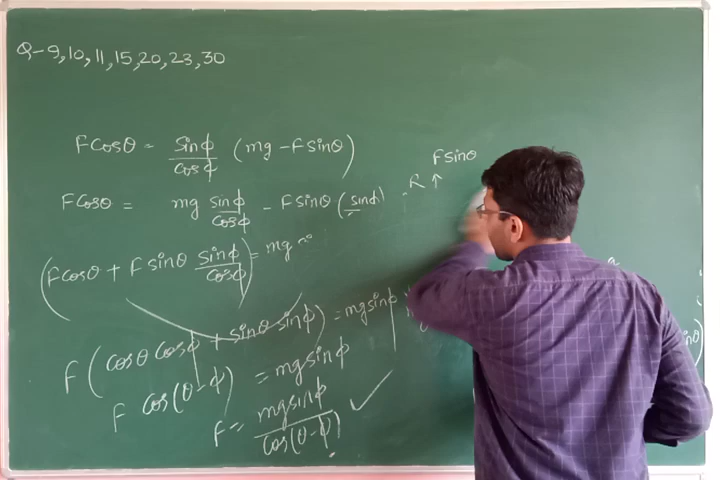 Q-9,10,11,15,20,23,30
Fcosθ = sinϕ/cosϕ (mg - Fsinθ)
Fcosθ = mg sinϕ/cosϕ - Fsinθ (sinϕ)
(Fcosθ + Fsinθ sinϕ/cosϕ) = mg
F (cosθ cosϕ + sinθ sinϕ) = mgsinϕ
F cos(θ-ϕ) = mgsinϕ
F = mgsinϕ/cos(θ-ϕ)
Fsinθ
R ↑